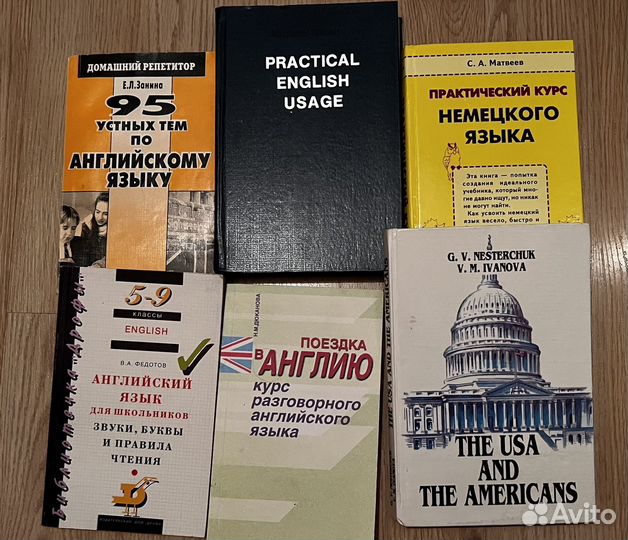 ДОМАШНИЙ РЕПЕТИТОР
Е.Л.Занина
95
УСТНЫХ ТЕМ
ПО
АНГЛИЙСКОМУ
ЯЗЫКУ
PRACTICAL
ENGLISH
USAGE
С. А. Матвеев
ПРАКТИЧЕСКИЙ КУРС
НЕМЕЦКОГО
ЯЗЫКА
Эта книга — попытка
создания идеального
учебника, который мно-
гие давно ищут, но никак
не могут найти.
Как усвоить немецкий
язык весело, быстро и
Библиотечка "Дрофы"
5-9
КЛАССЫ
ENGLISH
В.А. ФЕДОТОВ
АНГЛИЙСКИЙ
ЯЗЫК
ДЛЯ ШКОЛЬНИКОВ
ЗВУКИ, БУКВЫ
И ПРАВИЛА
ЧТЕНИЯ
Н.М.ДЮКАНОВА
ПОЕЗДКА
В АНГЛИЮ
курс
разговорного
английского
языка
THE USA AND THE AMERICANS
G. V. NESTERCHUK
V. M. IVANOVA
THE USA
AND
THE AMERICANS
Avito